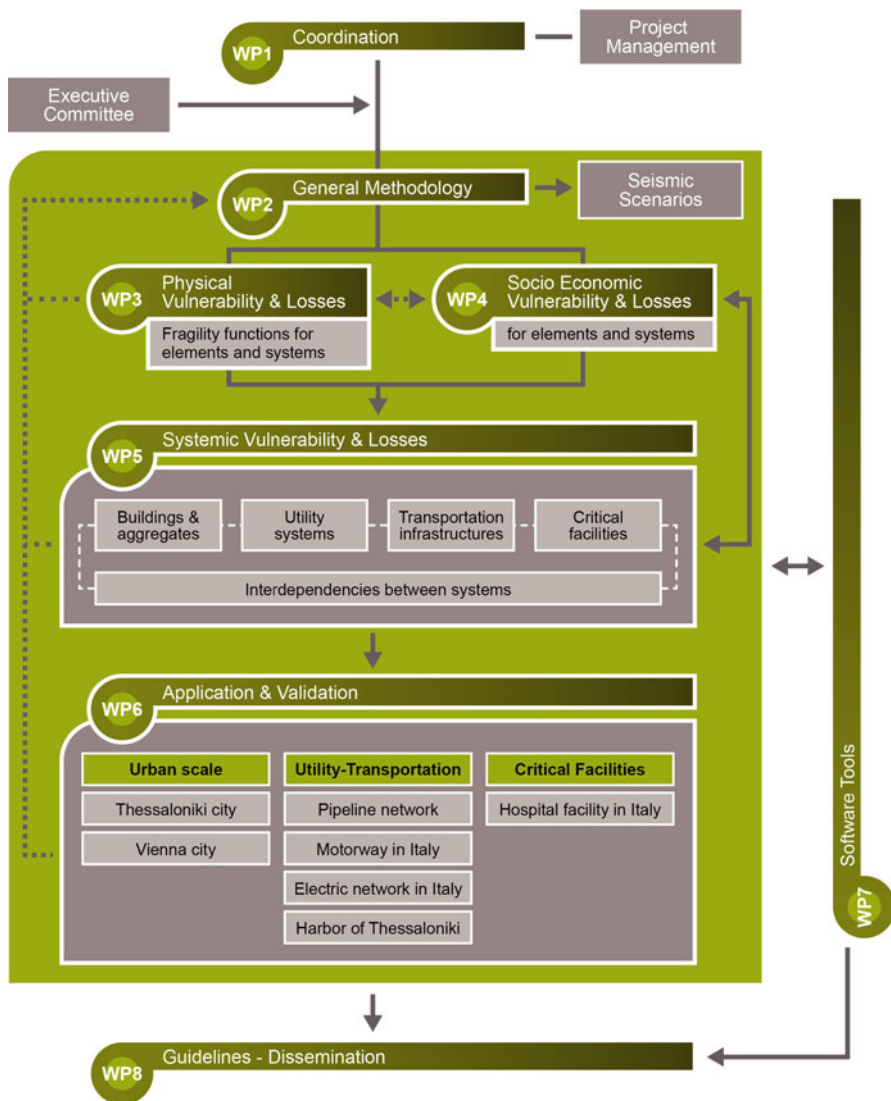 WP1
Coordination
Project
Management
Executive
Committee
WP2
General Methodology
Seismic
Scenarios
WP3
Physical
Vulnerability & Losses
Fragility functions for
elements and systems
WP4
Socio Economic
Vulnerability & Losses
for elements and systems
WP5
Systemic Vulnerability & Losses
Buildings &
aggregates
Utility
systems
Transportation
infrastructures
Critical
facilities
Interdependencies between systems
WP6
Application & Validation
Urban scale
Thessaloniki city
Vienna city
Utility-Transportation
Pipeline network
Motorway in Italy
Electric network in Italy
Harbor of Thessaloniki
Critical Facilities
Hospital facility in Italy
Software Tools
WP7
WP8
Guidelines - Dissemination